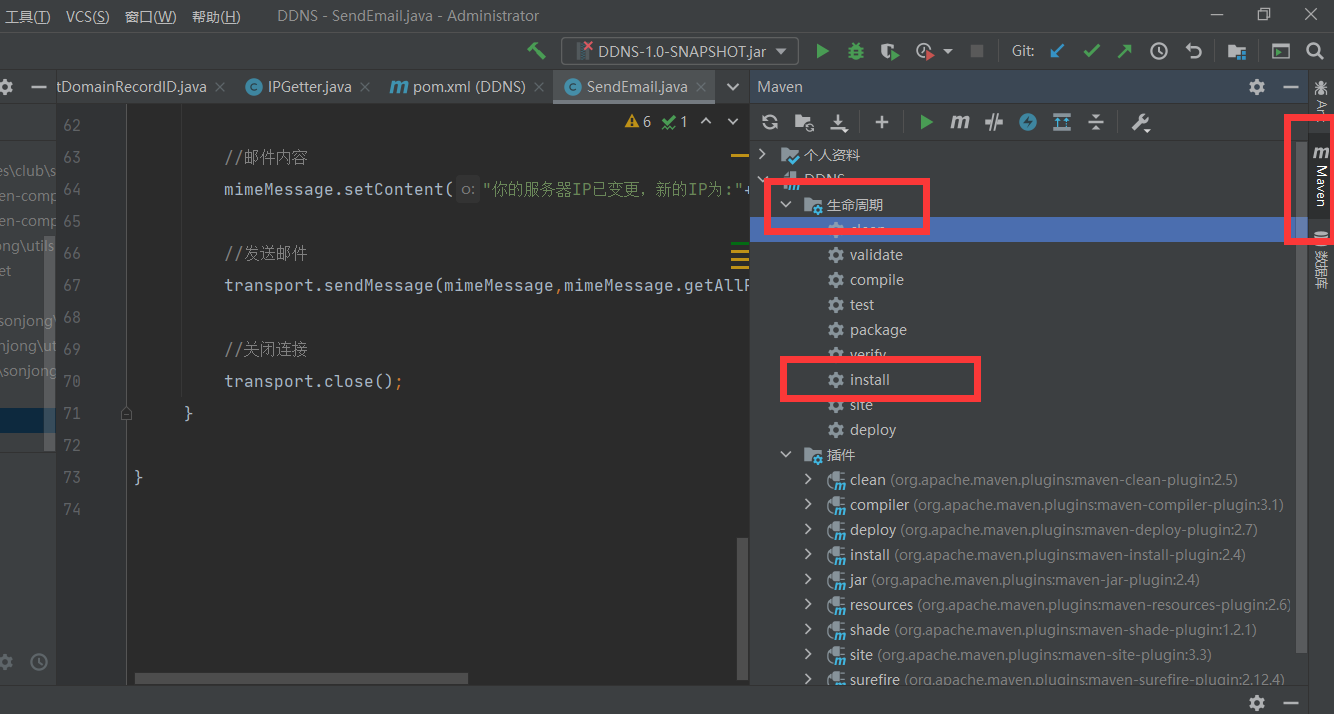 工具(T) VCS(S) 窗口(W) 帮助(H) DDNS - SendEmail.java - Administrator
DDNS-1.0-SNAPSHOT.jar Git:
tDomainRecordID.java IPGetter.java pom.xml (DDNS) SendEmail.java
Maven
6 1
62
63 //邮件内容
64 mimeMessage.setContent( o: "你的服务器IP已变更，新的IP为:"+
65
66 //发送邮件
67 transport.sendMessage(mimeMessage,mimeMessage.getAllR
68
69 //关闭连接
70 transport.close();
71 }
72
73 }
74
es\club\s
en-comp
en-comp
ong\utils
et
sonjong\
njong\ut
\sonjong
个人资料
DDNS
生命周期
clean
validate
compile
test
package
verify
install
site
deploy
插件
clean (org.apache.maven.plugins:maven-clean-plugin:2.5)
compiler (org.apache.maven.plugins:maven-compiler-plugin:3.1)
deploy (org.apache.maven.plugins:maven-deploy-plugin:2.7)
install (org.apache.maven.plugins:maven-install-plugin:2.4)
jar (org.apache.maven.plugins:maven-jar-plugin:2.4)
resources (org.apache.maven.plugins:maven-resources-plugin:2.6)
shade (org.apache.maven.plugins:maven-shade-plugin:1.2.1)
site (org.apache.maven.plugins:maven-site-plugin:3.3)
surefire (org.apache.maven.plugins:maven-surefire-plugin:2.12.4)
Maven
数据库